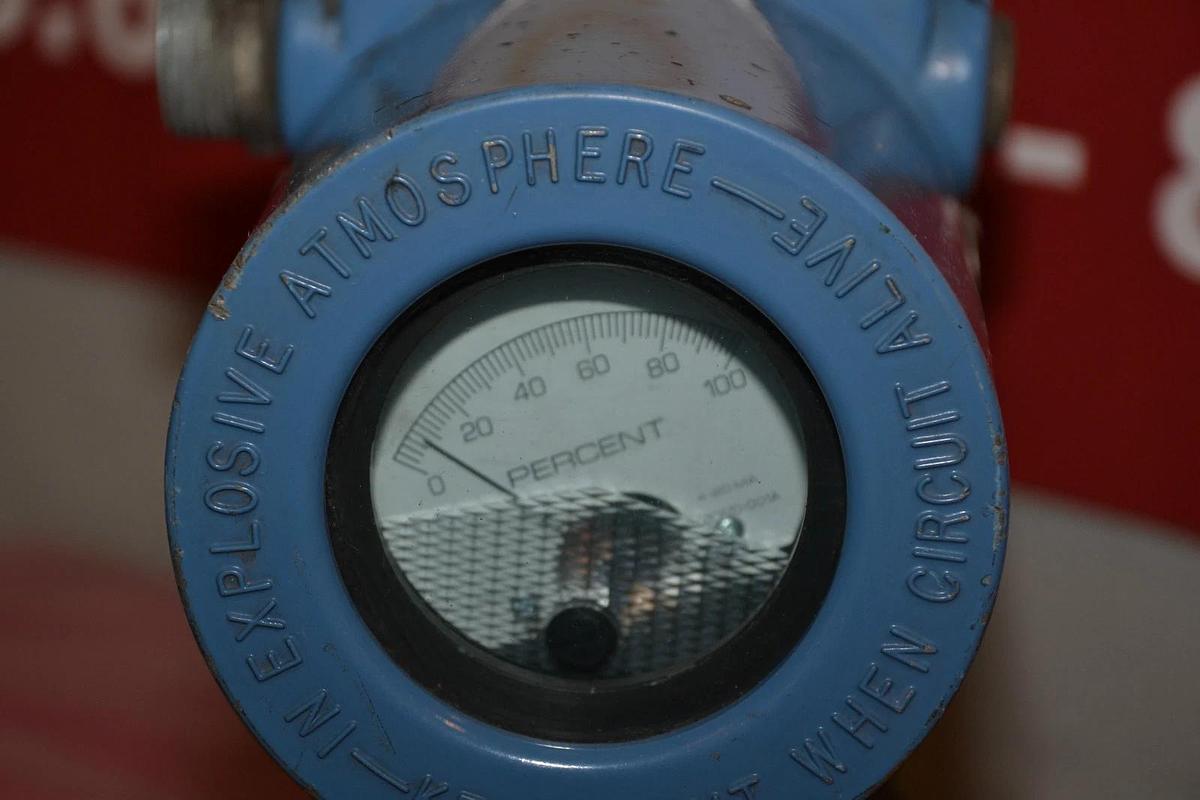 IN EXPLOSIVE ATMOSPHERE —
WHEN CIRCUIT ALIVE
0 20 40 60 80 100
PERCENT